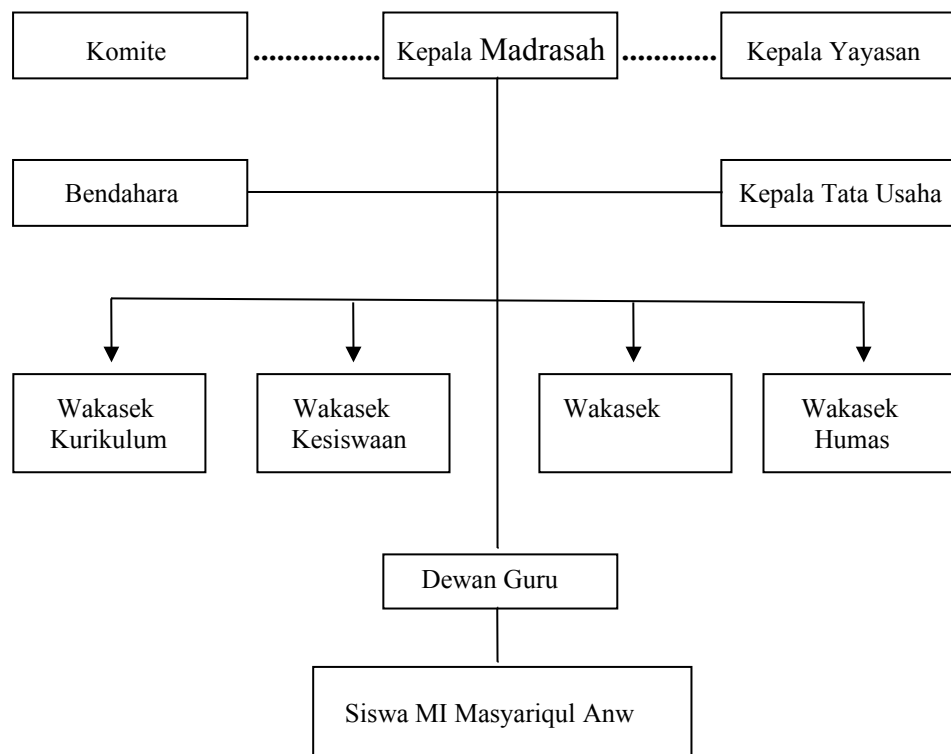 Komite
Kepala Madrasah
Kepala Yayasan
Bendahara
Kepala Tata Usaha
Wakasek
Kurikulum
Wakasek
Kesiswaan
Wakasek
Wakasek
Humas
Dewan Guru
Siswa MI Masyariqul Anw